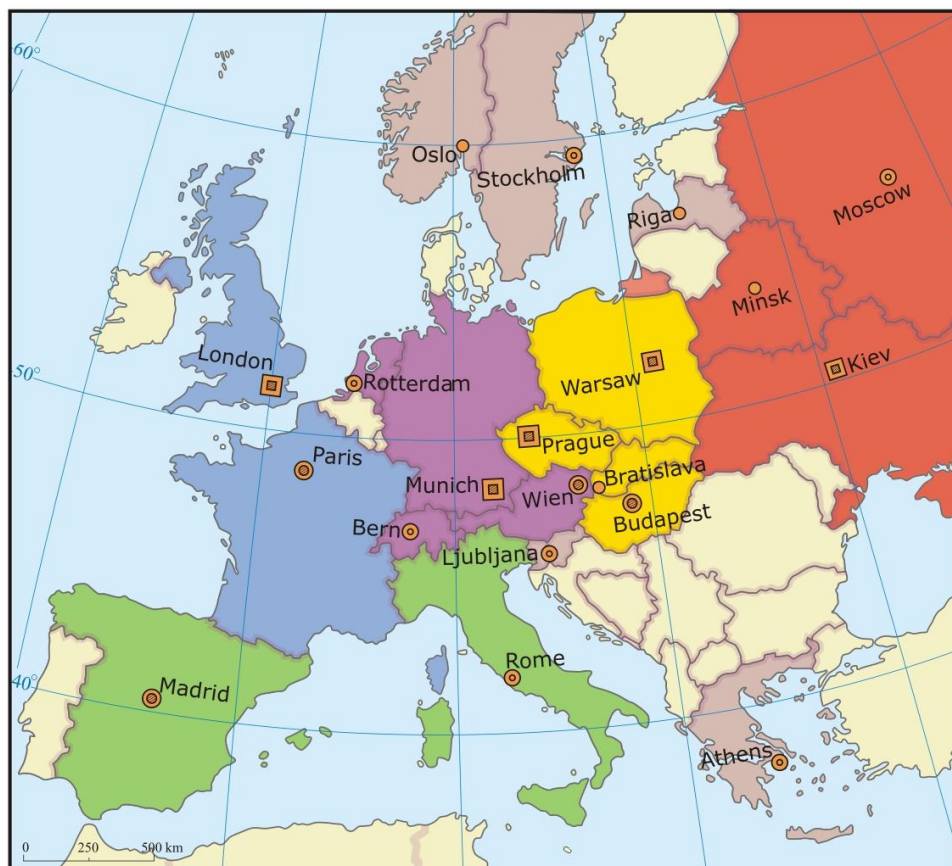 60°
Oslo
Stockholm
Riga
Moscow
Minsk
London
Rotterdam
Warsaw
Kiev
50°
Prague
Paris
Munich
Wien
Bratislava
Budapest
Bern
Ljubljana
Rome
40°
Madrid
Athens
0 250 500 km